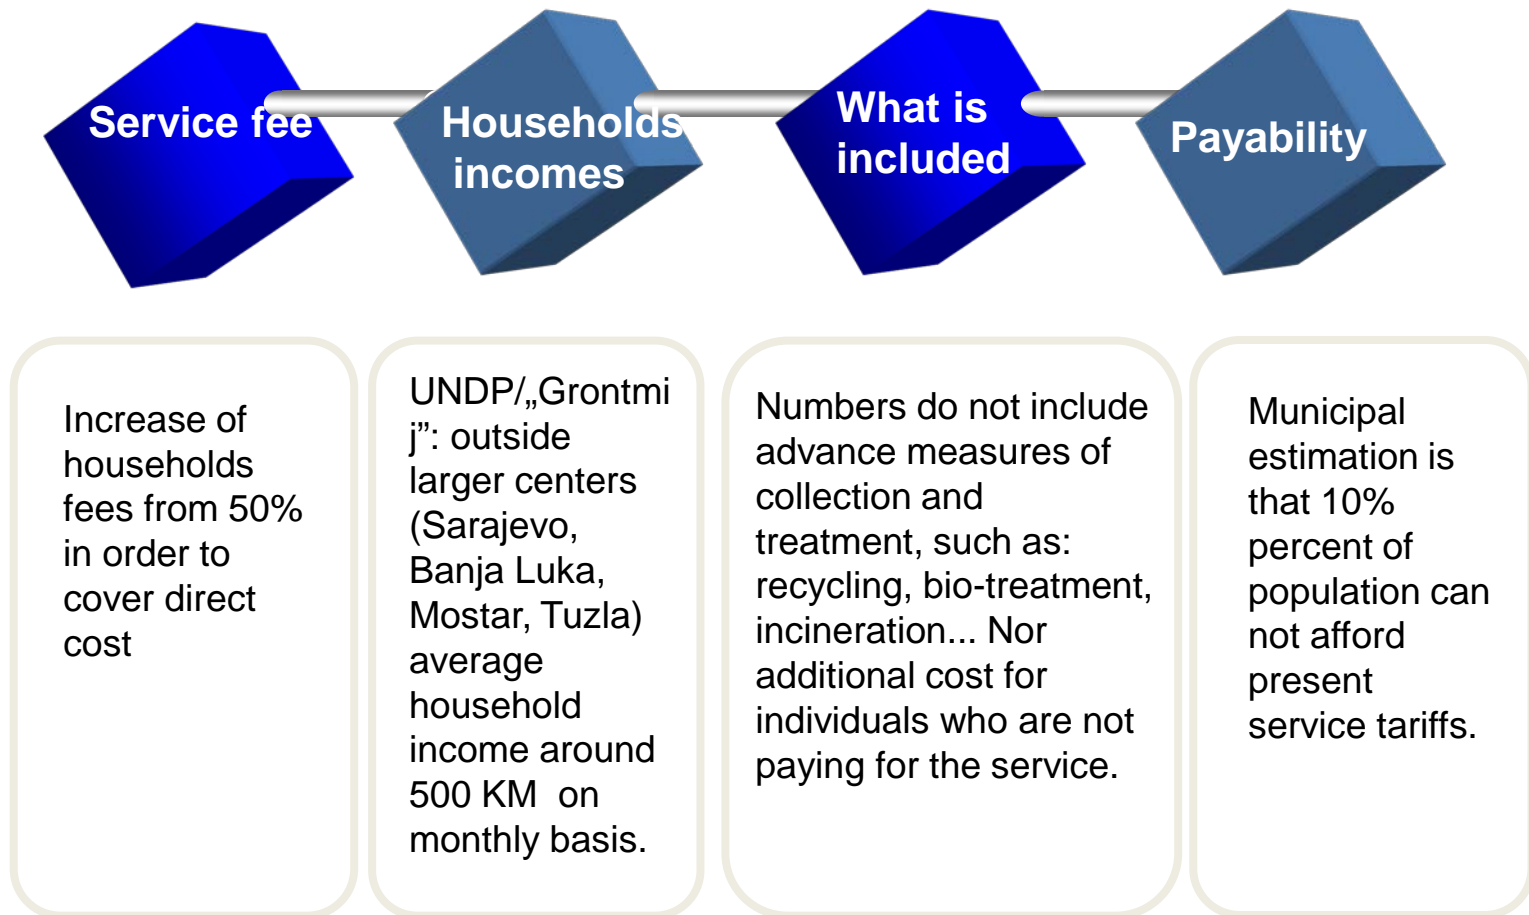 Service fee
Households
incomes
What is
included
Payability
Increase of
households
fees from 50%
in order to
cover direct
cost
UNDP/„Grontmi
j”: outside
larger centers
(Sarajevo,
Banja Luka,
Mostar, Tuzla)
average
household
income around
500 KM  on
monthly basis.
Numbers do not include
advance measures of
collection and
treatment, such as:
recycling, bio-treatment,
incineration... Nor
additional cost for
individuals who are not
paying for the service.
Municipal
estimation is
that 10%
percent of
population can
not afford
present
service tariffs.